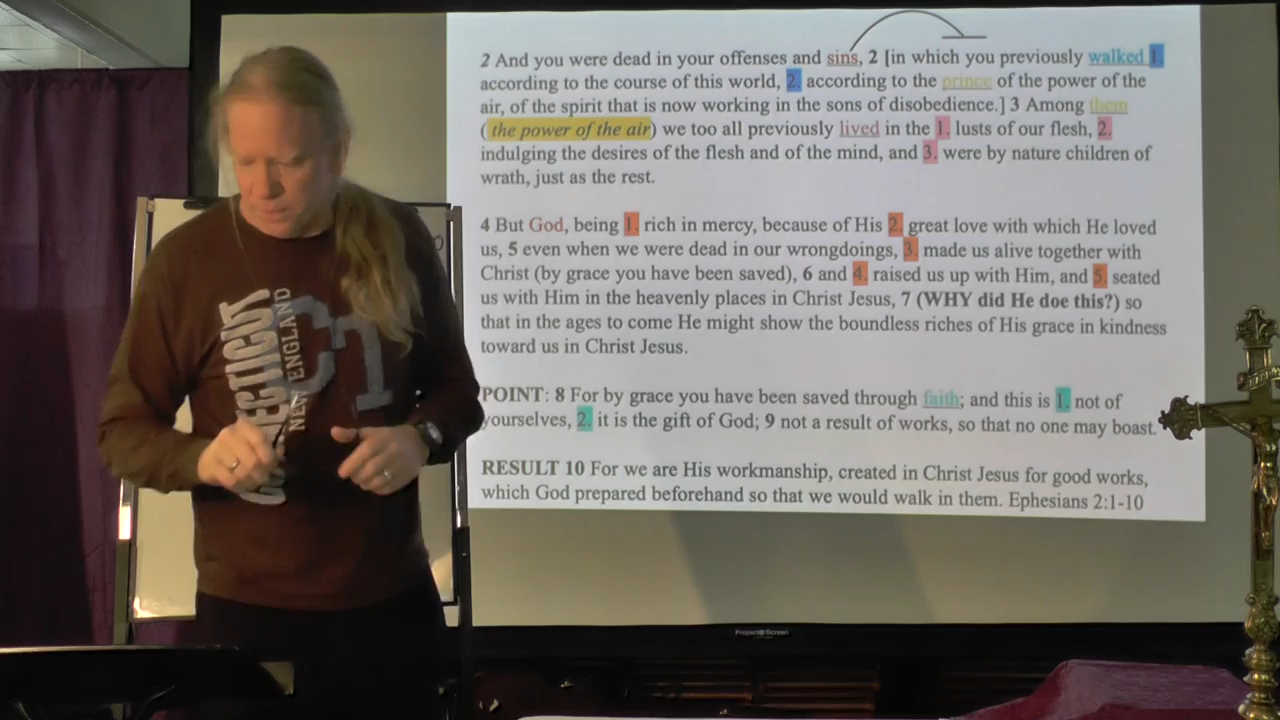 2 And you were dead in your offenses and sins, 2 [in which you previously walked 1.
according to the course of this world, 2. according to the prince of the power of the
air, of the spirit that is now working in the sons of disobedience.] 3 Among them
(the power of the air) we too all previously lived in the 1. lusts of our flesh, 2.
indulging the desires of the flesh and of the mind, and 3. were by nature children of
wrath, just as the rest.
4 But God, being 1. rich in mercy, because of His 2. great love with which He loved
us, 5 even when we were dead in our wrongdoings, 3. made us alive together with
Christ (by grace you have been saved), 6 and 4. raised us up with Him, and 5. seated
us with Him in the heavenly places in Christ Jesus, 7 (WHY did He doe this?) so
that in the ages to come He might show the boundless riches of His grace in kindness
toward us in Christ Jesus.
POINT: 8 For by grace you have been saved through faith; and this is 1. not of
yourselves, 2. it is the gift of God; 9 not a result of works, so that no one may boast.
RESULT 10 For we are His workmanship, created in Christ Jesus for good works,
which God prepared beforehand so that we would walk in them. Ephesians 2:1-10
NEW ENGLAND
CT